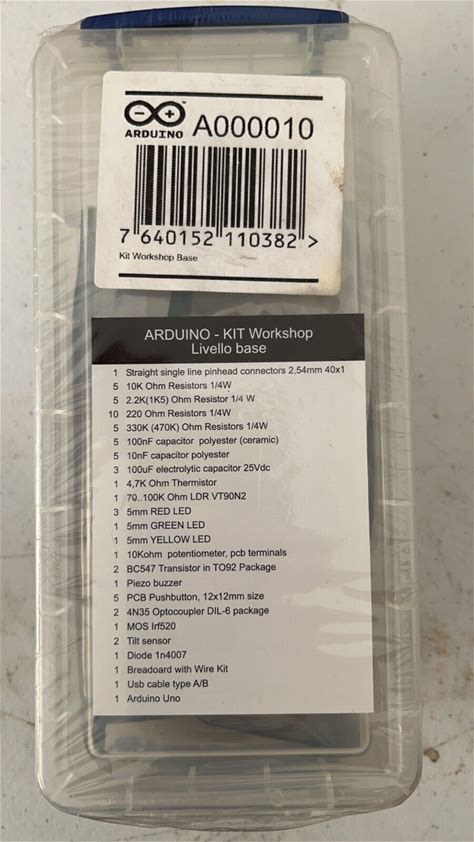 ARDUINO A000010
7 640152 110382 >
Kit Workshop Base
ARDUINO - KIT Workshop
Livello base
1 Straight single line pinhead connectors 2,54mm 40x1
5 10K Ohm Resistors 1/4W
5 2.2K(1K5) Ohm Resistor 1/4 W
10 220 Ohm Resistors 1/4W
5 330K (470K) Ohm Resistors 1/4W
5 100nF capacitor polyester (ceramic)
5 10nF capacitor polyester
3 100uF electrolytic capacitor 25Vdc
1 4,7K Ohm Thermistor
1 70..100K Ohm LDR VT90N2
3 5mm RED LED
1 5mm GREEN LED
1 5mm YELLOW LED
1 10Kohm potentiometer, pcb terminals
2 BC547 Transistor in TO92 Package
1 Piezo buzzer
5 PCB Pushbutton, 12x12mm size
2 4N35 Optocoupler DIL-6 package
1 MOS Irf520
2 Tilt sensor
1 Diode 1n4007
1 Breadoard with Wire Kit
1 Usb cable type A/B
1 Arduino Uno